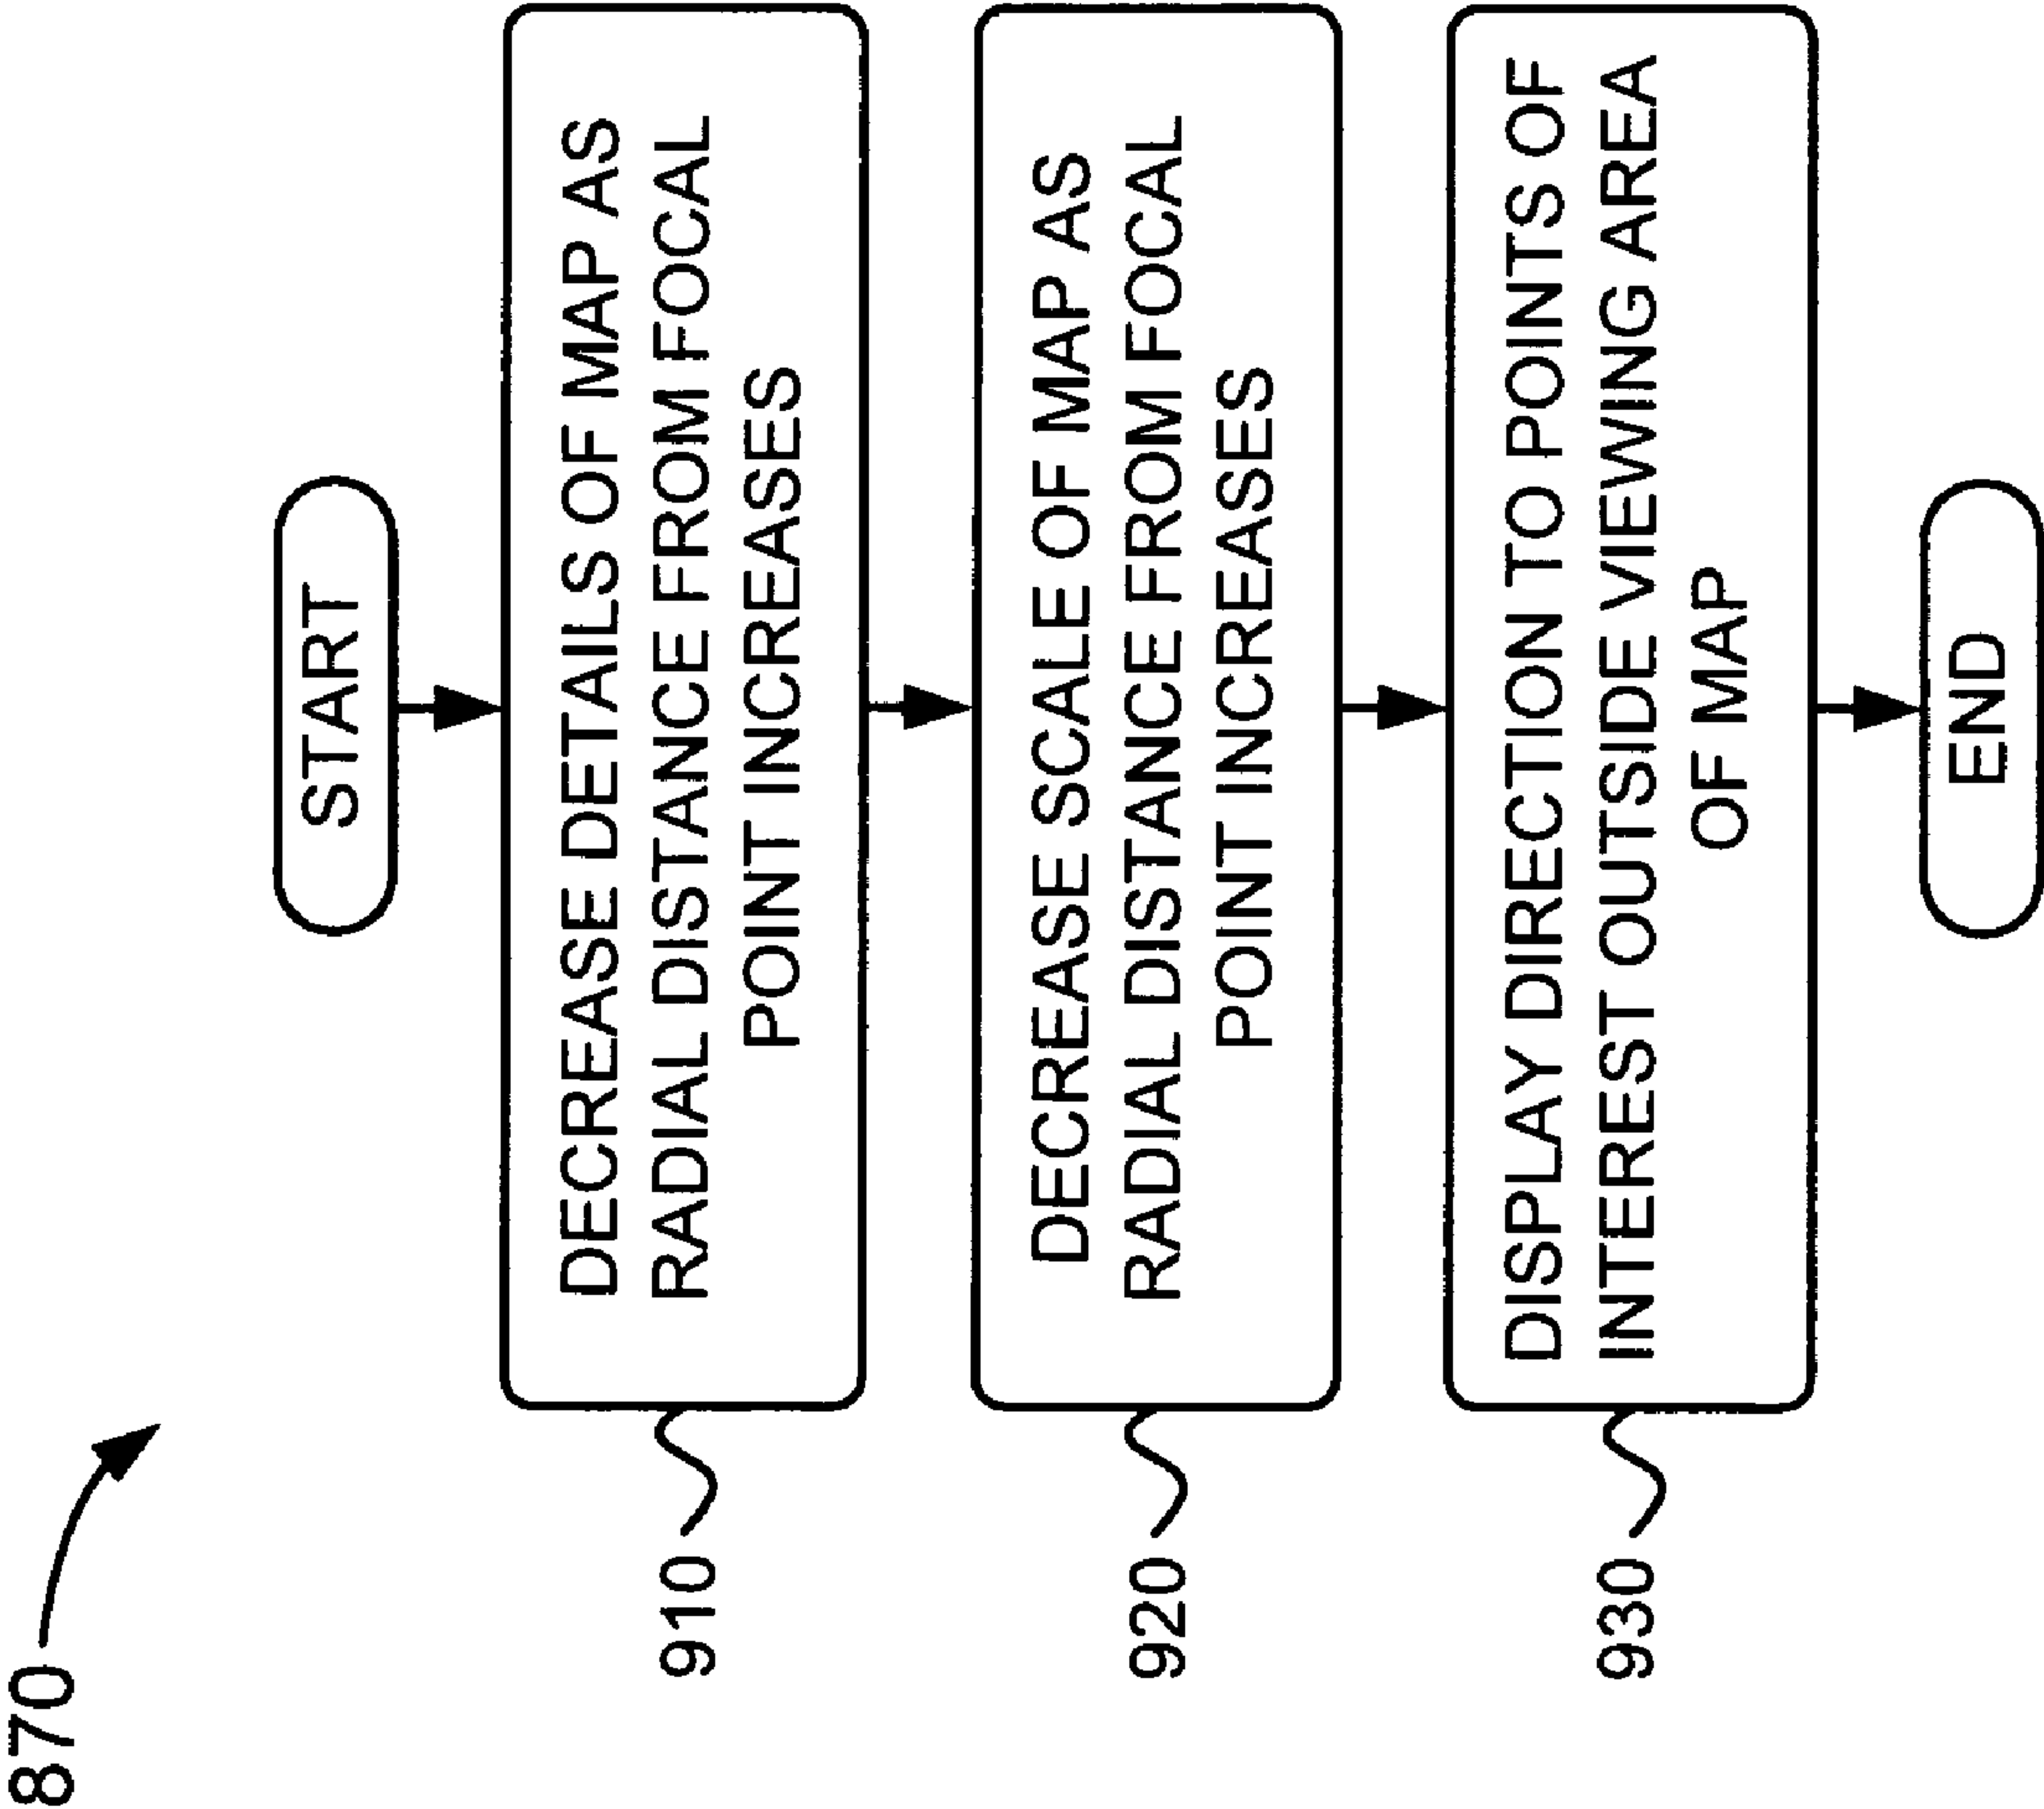 870
START
910
DECREASE DETAILS OF MAP AS
RADIAL DISTANCE FROM FOCAL
POINT INCREASES
920
DECREASE SCALE OF MAP AS
RADIAL DISTANCE FROM FOCAL
POINT INCREASES
930
DISPLAY DIRECTION TO POINTS OF
INTEREST OUTSIDE VIEWING AREA
OF MAP
END